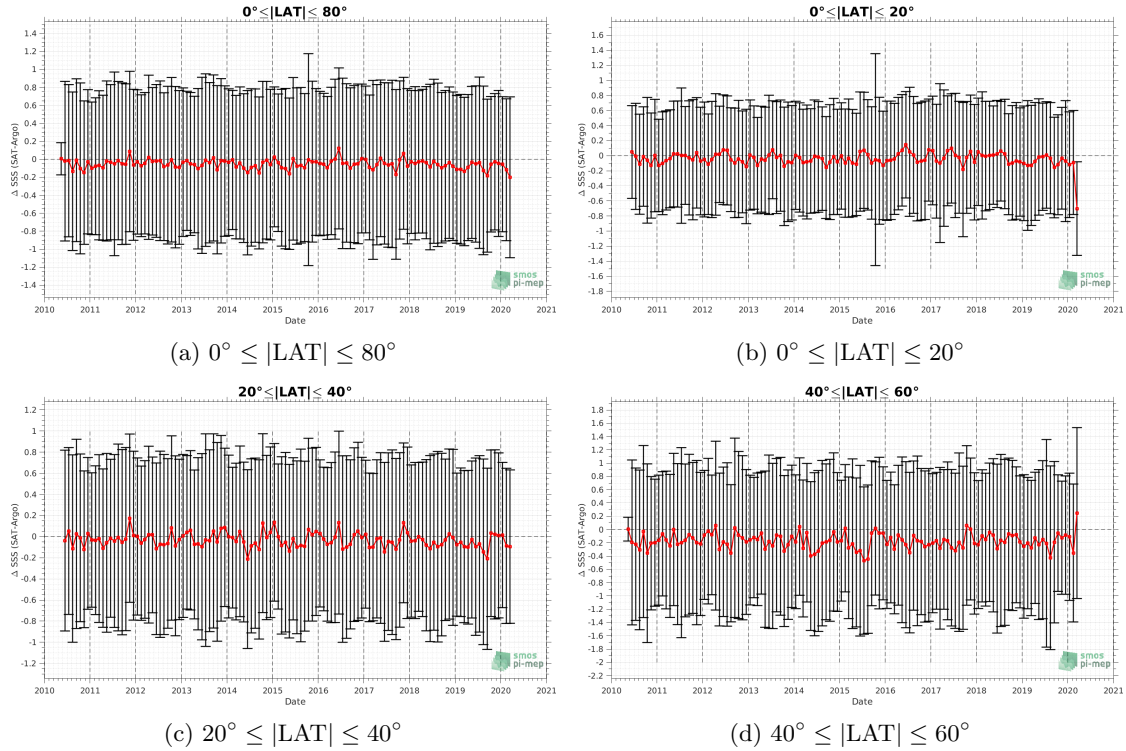 0°≤|LAT|≤ 80°
1.4
1.2
1
0.8
0.6
0.4
0.2
0
-0.2
-0.4
-0.6
-0.8
-1
-1.2
-1.4
Δ SSS (SAT-Argo)
2010 2011 2012 2013 2014 2015 2016 2017 2018 2019 2020 2021
Date
smos
pi-mep
(a) 0° ≤ |LAT| ≤ 80°
0°≤|LAT|≤ 20°
1.6
1.4
1.2
1
0.8
0.6
0.4
0.2
0
-0.2
-0.4
-0.6
-0.8
-1
-1.2
-1.4
-1.6
-1.8
Δ SSS (SAT-Argo)
2010 2011 2012 2013 2014 2015 2016 2017 2018 2019 2020 2021
Date
smos
pi-mep
(b) 0° ≤ |LAT| ≤ 20°
20°≤|LAT|≤ 40°
1.2
1
0.8
0.6
0.4
0.2
0
-0.2
-0.4
-0.6
-0.8
-1
-1.2
Δ SSS (SAT-Argo)
2010 2011 2012 2013 2014 2015 2016 2017 2018 2019 2020 2021
Date
smos
pi-mep
(c) 20° ≤ |LAT| ≤ 40°
40°≤|LAT|≤ 60°
1.8
1.6
1.4
1.2
1
0.8
0.6
0.4
0.2
0
-0.2
-0.4
-0.6
-0.8
-1
-1.2
-1.4
-1.6
-1.8
-2
-2.2
Δ SSS (SAT-Argo)
2010 2011 2012 2013 2014 2015 2016 2017 2018 2019 2020 2021
Date
smos
pi-mep
(d) 40° ≤ |LAT| ≤ 60°